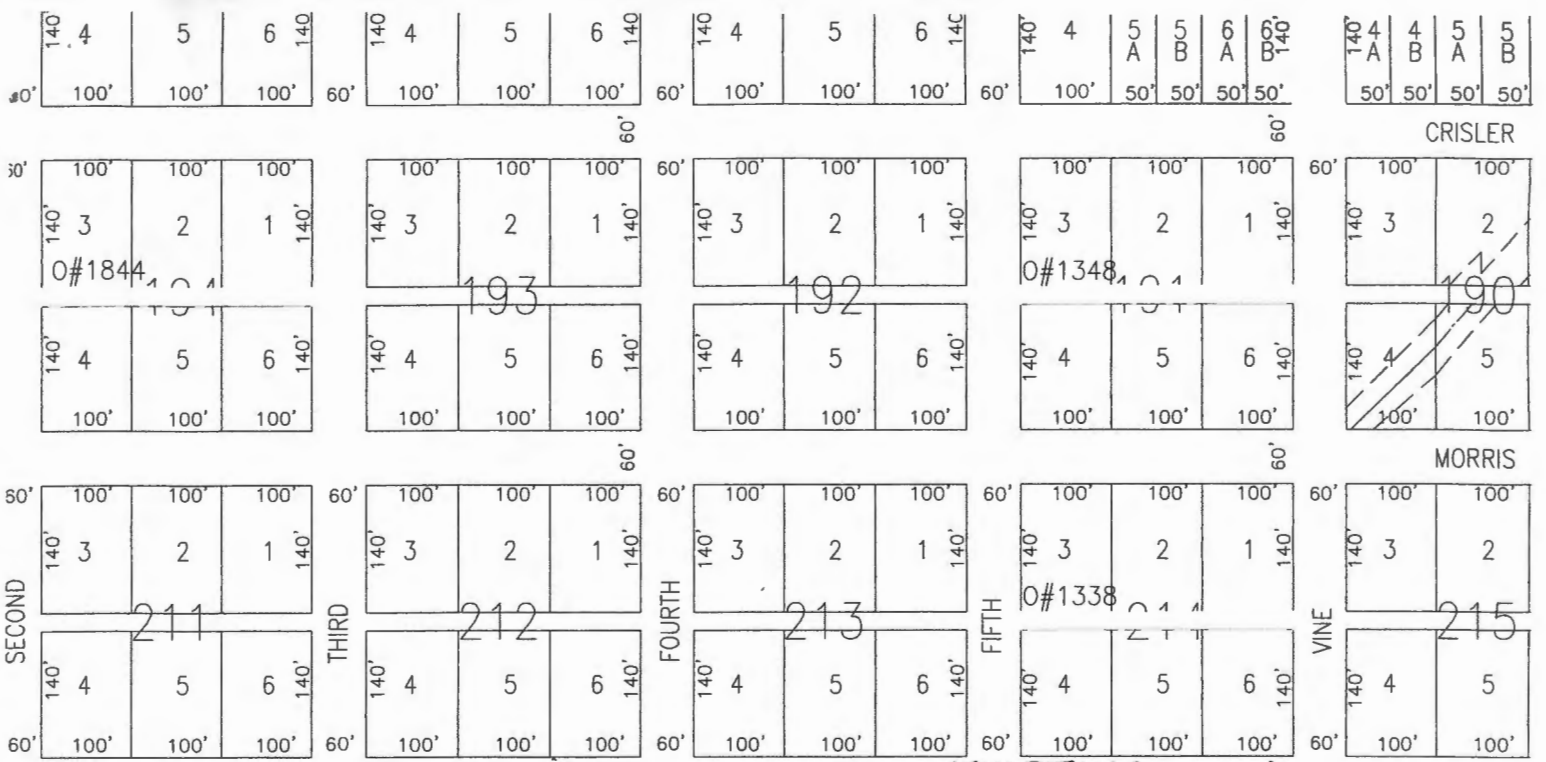 140' 4 5 6 140' 140' 4 5 6 140' 140' 4 5 6 140' 4 5A 5B 6A 6B 140' 140' 4A 4B 5A 5B
100' 100' 100' 60' 100' 100' 100' 60' 100' 100' 100' 60' 100' 50' 50' 50' 50' 50' 50' 50' 50'
60' 60' CRISLER
100' 100' 100' 100' 100' 100' 60' 100' 100' 100' 100' 100' 100' 60' 100' 100'
140' 3 2 1 140' 140' 3 2 1 140' 140' 3 2 1 140' 140' 3 2 1 140' 140' 3 2
0#1844 193 192 0#1348 190
140' 4 5 6 140' 140' 4 5 6 140' 140' 4 5 6 140' 140' 4 5 6 140' 140' 4 5
100' 100' 100' 100' 100' 100' 100' 100' 100' 100' 100' 100' 100' 100'
60' 60' MORRIS
100' 100' 100' 60' 100' 100' 100' 60' 100' 100' 100' 60' 100' 100' 100' 60' 100' 100'
140' 3 2 1 140' 140' 3 2 1 140' 140' 3 2 1 140' 140' 3 2 1 140' 140' 3 2
0#1338
SECOND 211 THIRD 212 FOURTH 213 FIFTH VINE 215
140' 4 5 6 140' 140' 4 5 6 140' 140' 4 5 6 140' 140' 4 5 6 140' 140' 4 5
60' 100' 100' 100' 60' 100' 100' 100' 60' 100' 100' 100' 60' 100' 100' 100' 60' 100' 100'